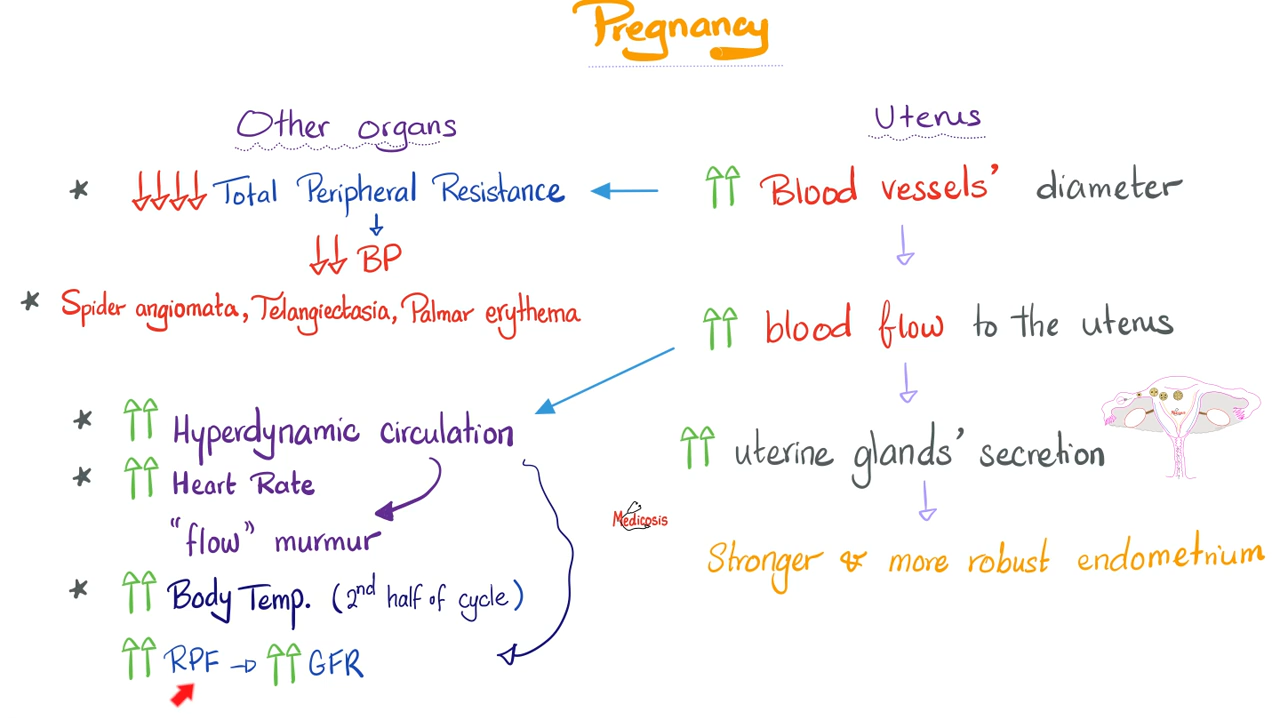 Pregnancy
Other organs
* ↓↓↓↓ Total Peripheral Resistance
↓
↓↓ BP
* Spider angiomata, Telangiectasia, Palmar erythema
* ↑↑ Hyperdynamic circulation
* ↑↑ Heart Rate
"flow" murmur
* ↑↑ Body Temp. (2nd half of cycle)
↑↑ RPF → ↑↑ GFR
Uterus
↑↑ Blood vessels' diameter
↓
↑↑ blood flow to the uterus
↓
↑↑ uterine glands' secretion
↓
Stronger & more robust endometrium
Medicosis